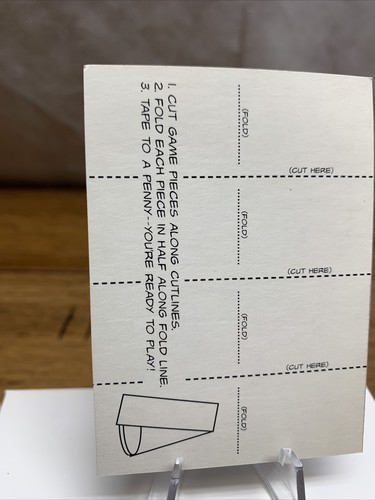 1. CUT GAME PIECES ALONG CUTLINES.
2. FOLD EACH PIECE IN HALF ALONG FOLD LINE.
3. TAPE TO A PENNY--YOU'RE READY TO PLAY!
(FOLD)
(CUT HERE)
(FOLD)
(CUT HERE)
(FOLD)
(CUT HERE)
(FOLD)